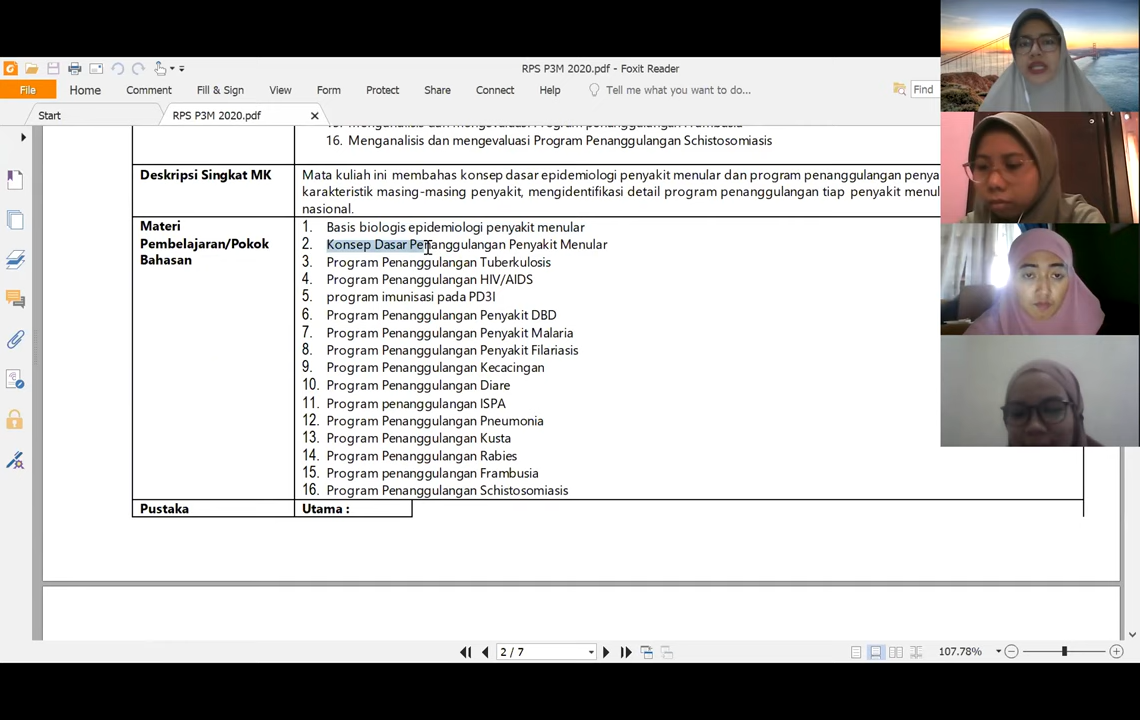 RPS P3M 2020.pdf - Foxit Reader
File Home Comment Fill & Sign View Form Protect Share Connect Help Tell me what you want to do... Find
Start RPS P3M 2020.pdf
16. Menganalisis dan mengevaluasi Program Penanggulangan Schistosomiasis
Deskripsi Singkat MK
Mata kuliah ini membahas konsep dasar epidemiologi penyakit menular dan program penanggulangan
karakteristik masing-masing penyakit, mengidentifikasi detail program penanggulangan tiap penyakit
nasional.
Materi
Pembelajaran/Pokok
Bahasan
1. Basis biologis epidemiologi penyakit menular
2. Konsep Dasar Penanggulangan Penyakit Menular
3. Program Penanggulangan Tuberkulosis
4. Program Penanggulangan HIV/AIDS
5. program imunisasi pada PD3I
6. Program Penanggulangan Penyakit DBD
7. Program Penanggulangan Penyakit Malaria
8. Program Penanggulangan Penyakit Filariasis
9. Program Penanggulangan Kecacingan
10. Program Penanggulangan Diare
11. Program penanggulangan ISPA
12. Program Penanggulangan Pneumonia
13. Program Penanggulangan Kusta
14. Program Penanggulangan Rabies
15. Program penanggulangan Frambusia
16. Program Penanggulangan Schistosomiasis
Pustaka
Utama :
2 / 7
107.78%